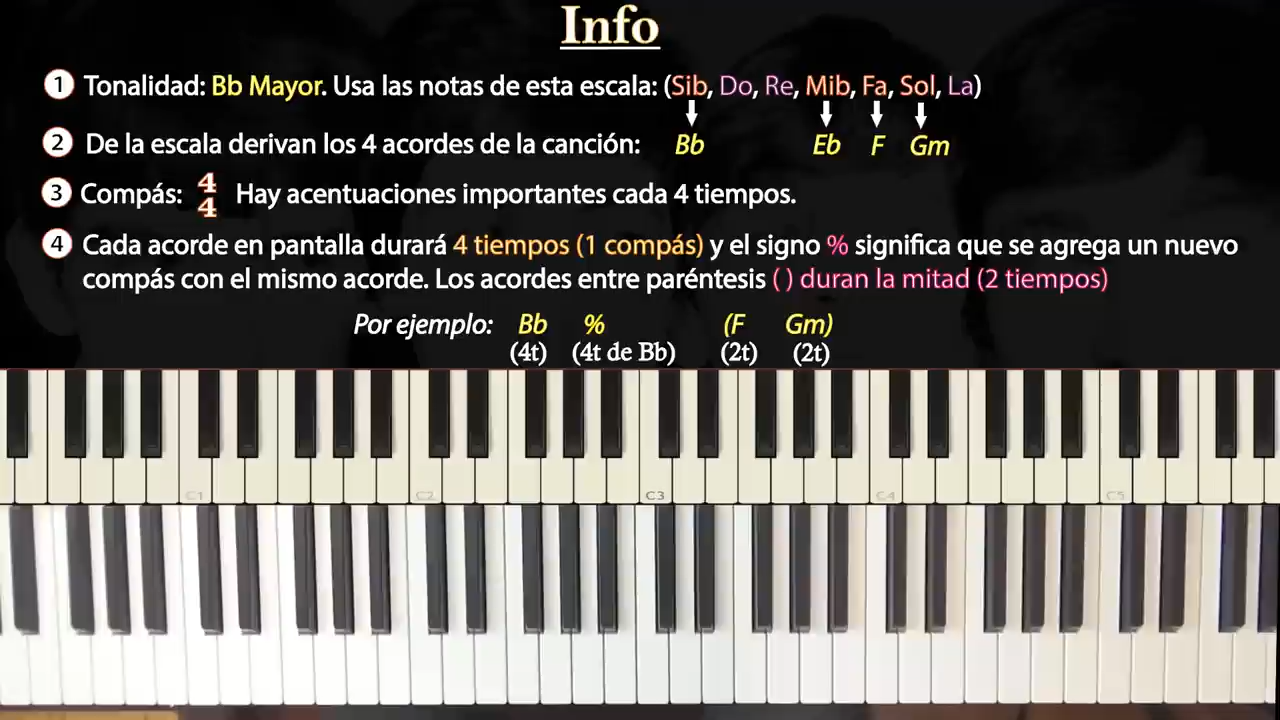 Info
1 Tonalidad: Bb Mayor. Usa las notas de esta escala: (Sib, Do, Re, Mib, Fa, Sol, La)
2 De la escala derivan los 4 acordes de la canción: Bb Eb F Gm
3 Compás: 4/4 Hay acentuaciones importantes cada 4 tiempos.
4 Cada acorde en pantalla durará 4 tiempos (1 compás) y el signo % significa que se agrega un nuevo
compás con el mismo acorde. Los acordes entre paréntesis ( ) duran la mitad (2 tiempos)
Por ejemplo: Bb % (F Gm)
(4t) (4t de Bb) (2t) (2t)
C1 C2 C3 C4 C5